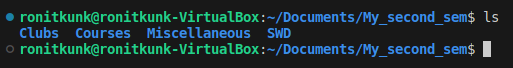 ronitkunk@ronitkunk-VirtualBox:~/Documents/My_second_sem$ ls
Clubs  Courses  Miscellaneous  SWD
ronitkunk@ronitkunk-VirtualBox:~/Documents/My_second_sem$